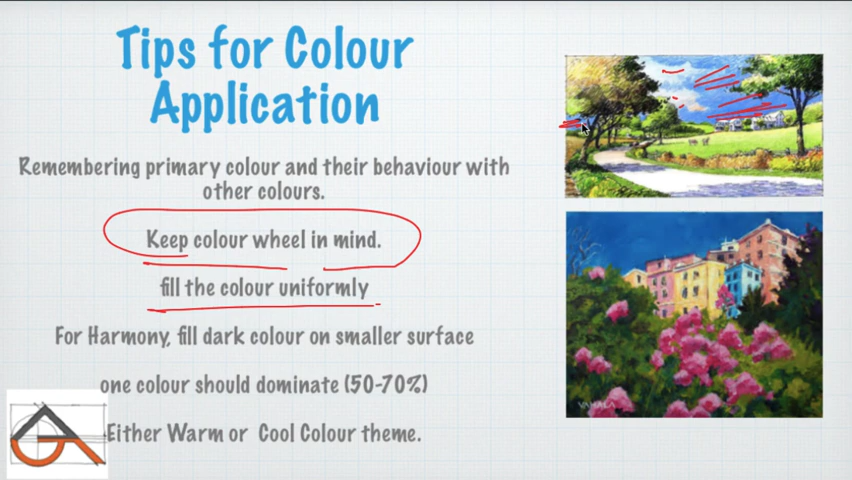 Tips for Colour
Application
Remembering primary colour and their behaviour with
other colours.
Keep colour wheel in mind.
fill the colour uniformly
For Harmony, fill dark colour on smaller surface
one colour should dominate (50-70%)
Either Warm or Cool Colour theme.
VAHALA